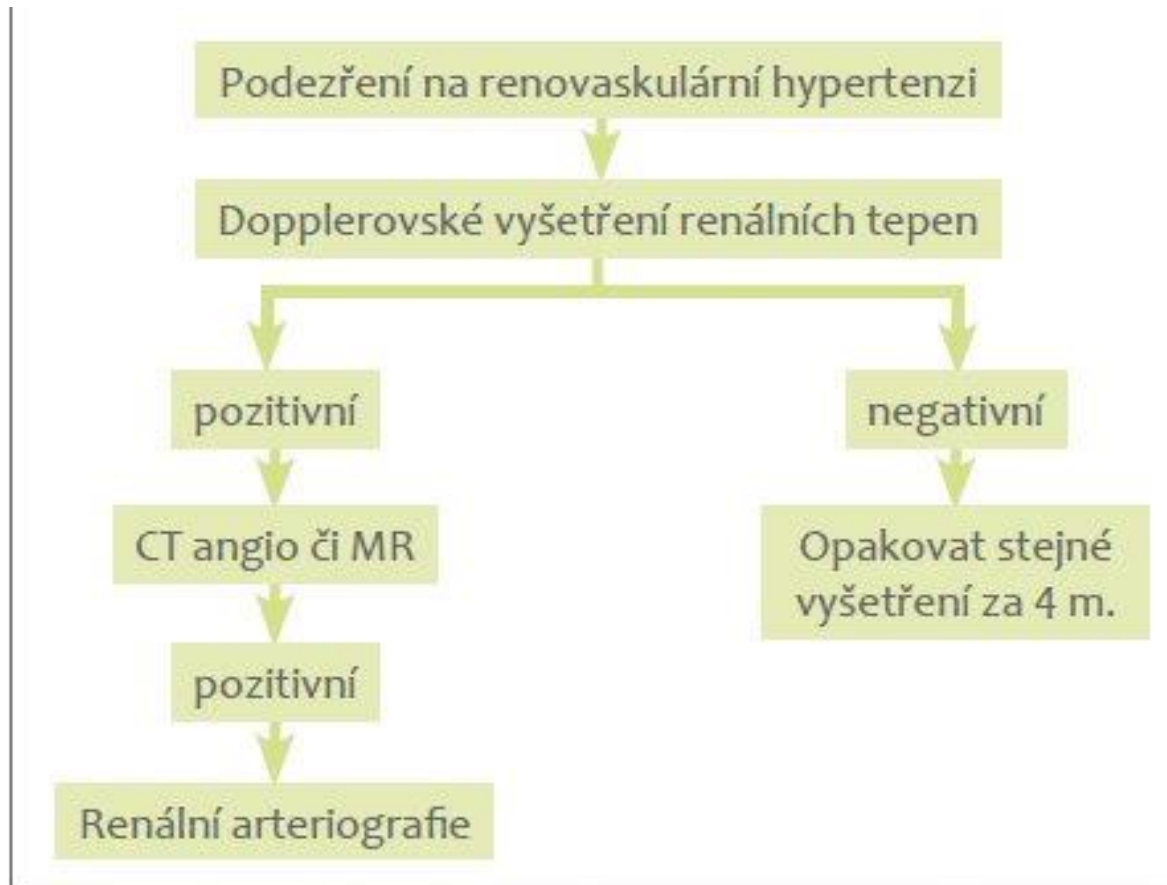 Podezření na renovaskulární hypertenzi
Dopplerovské vyšetření renálních tepen
pozitivní
negativní
CT angio či MR
Opakovat stejné
vyšetření za 4 m.
pozitivní
Renální arteriografie